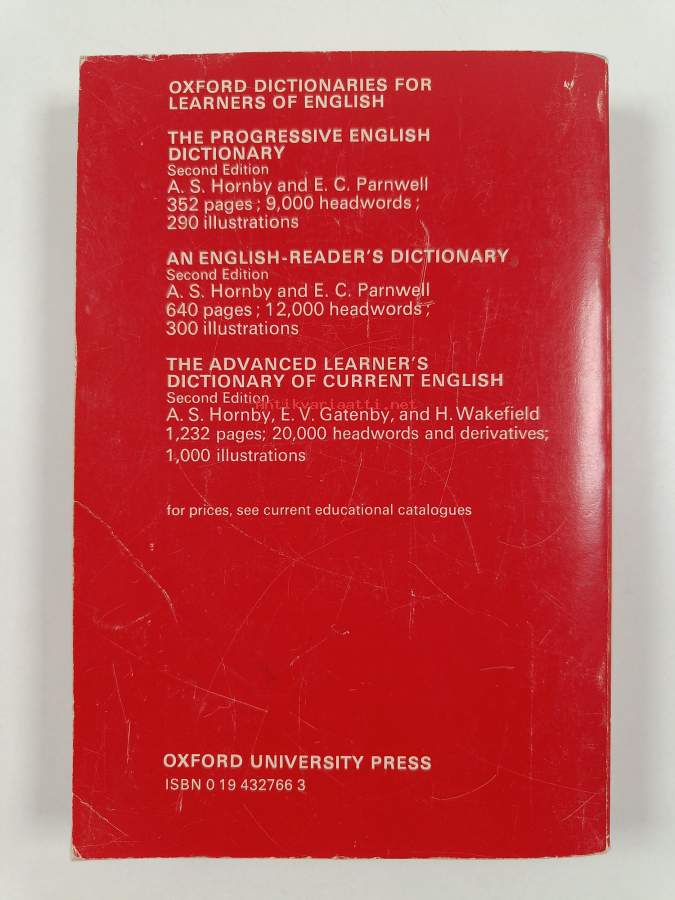 OXFORD DICTIONARIES FOR
LEARNERS OF ENGLISH
THE PROGRESSIVE ENGLISH
DICTIONARY
Second Edition
A. S. Hornby and E. C. Parnwell
352 pages; 9,000 headwords;
290 illustrations
AN ENGLISH-READER'S DICTIONARY
Second Edition
A. S. Hornby and E. C. Parnwell
640 pages; 12,000 headwords;
300 illustrations
THE ADVANCED LEARNER'S
DICTIONARY OF CURRENT ENGLISH
Second Edition
antikvariaatti.net
A. S. Hornby, E. V. Gatenby, and H. Wakefield
1,232 pages; 20,000 headwords and derivatives;
1,000 illustrations
for prices, see current educational catalogues
OXFORD UNIVERSITY PRESS
ISBN 0 19 432766 3